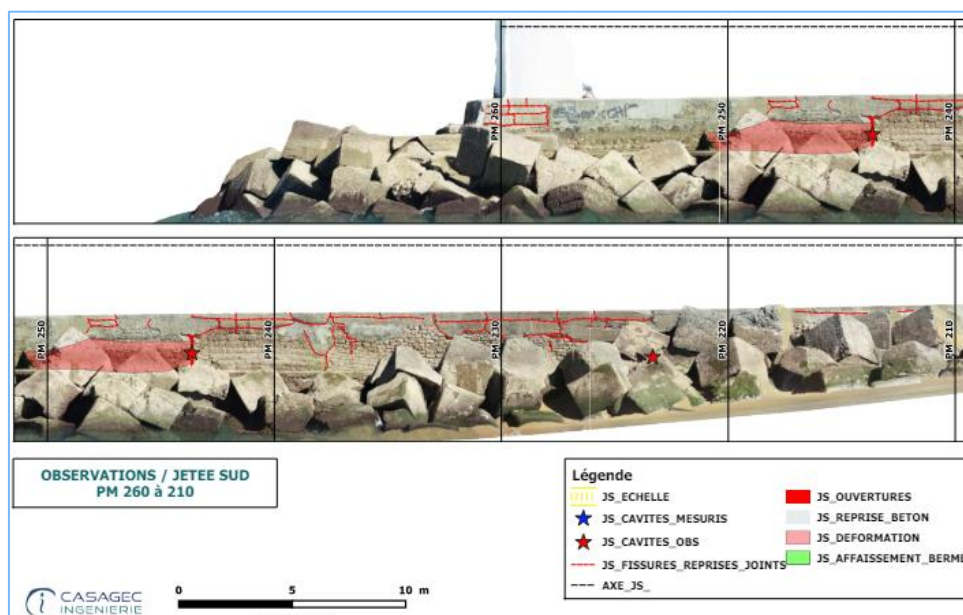 PM 260
PM 250
PM 240
PM 250
PM 240
PM 230
PM 220
PM 210
OBSERVATIONS / JETEE SUD
PM 260 à 210
Légende
JS_ECHELLE
JS_CAVITES_MESURIS
JS_CAVITES_OBS
JS_FISSURES_REPRISES_JOINTS
AXE_JS_
JS_OUVERTURES
JS_REPRISE_BETON
JS_DEFORMATION
JS_AFFAISSEMENT_BERME
CASAGEC
INGENIERIE
0 5 10 m